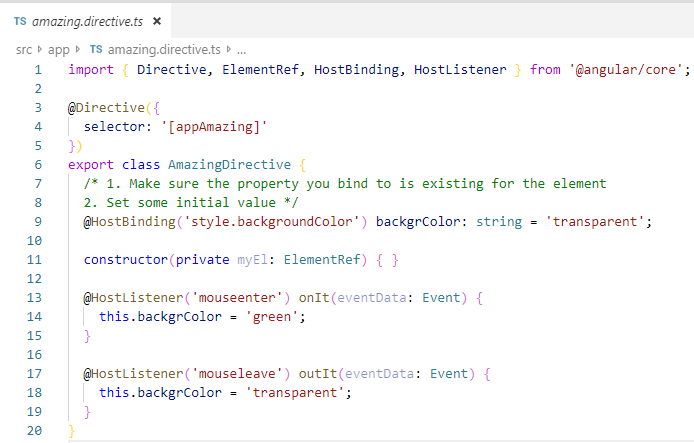 TS amazing.directive.ts ×
src app TS amazing.directive.ts ...
1 import { Directive, ElementRef, HostBinding, HostListener } from '@angular/core';
2
3 @Directive({
4 selector: '[appAmazing]'
5 })
6 export class AmazingDirective {
7 /* 1. Make sure the property you bind to is existing for the element
8 2. Set some initial value */
9 @HostBinding('style.backgroundColor') backgrColor: string = 'transparent';
10
11 constructor(private myEl: ElementRef) { }
12
13 @HostListener('mouseenter') onIt(eventData: Event) {
14 this.backgrColor = 'green';
15 }
16
17 @HostListener('mouseleave') outIt(eventData: Event) {
18 this.backgrColor = 'transparent';
19 }
20 }